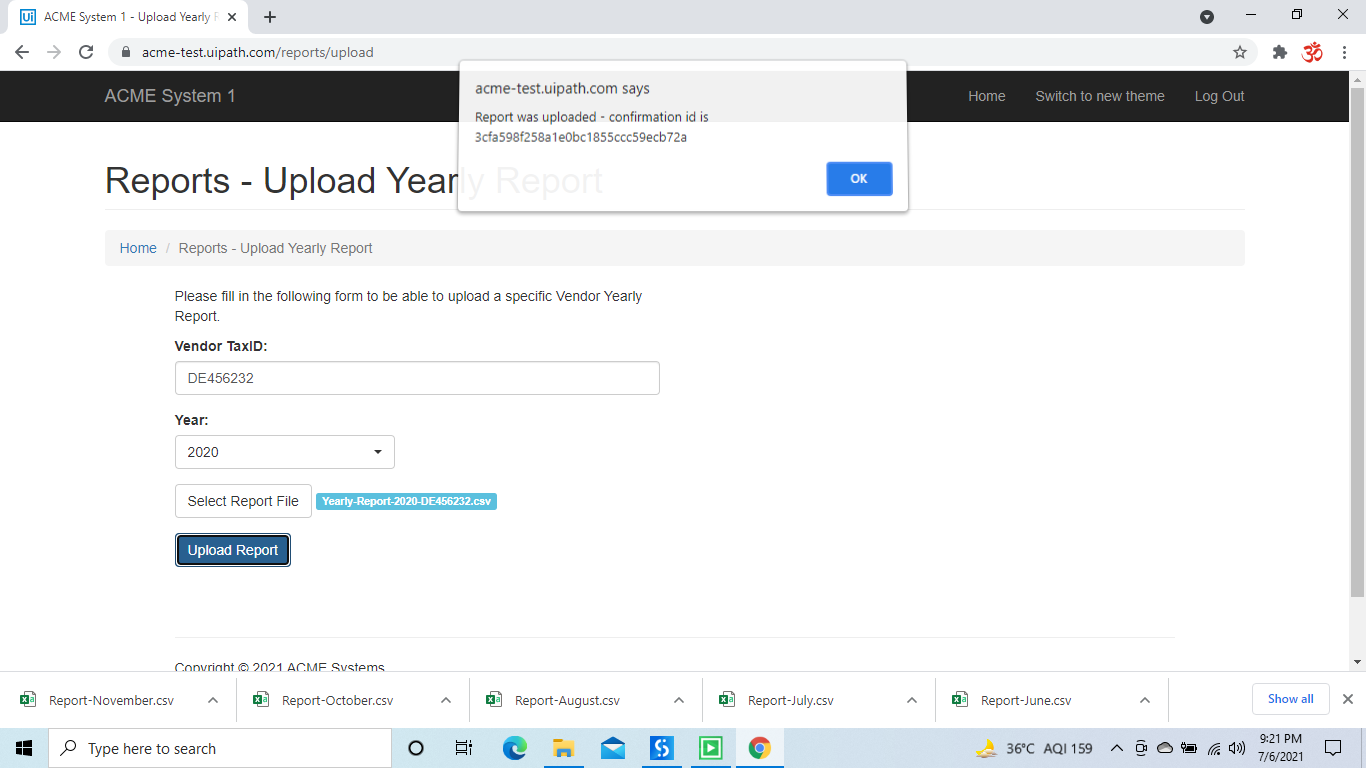 Ui ACME System 1 - Upload Yearly R
acme-test.uipath.com/reports/upload
acme-test.uipath.com says
Report was uploaded - confirmation id is
3cfa598f258a1e0bc1855ccc59ecb72a
OK
ACME System 1
Home Switch to new theme Log Out
Reports - Upload Yearly Report
Home / Reports - Upload Yearly Report
Please fill in the following form to be able to upload a specific Vendor Yearly
Report.
Vendor TaxID:
DE456232
Year:
2020
Select Report File Yearly-Report-2020-DE456232.csv
Upload Report
Copyright © 2021 ACME Systems
Report-November.csv Report-October.csv Report-August.csv Report-July.csv Report-June.csv Show all
Type here to search 36°C AQI 159 9:21 PM
7/6/2021